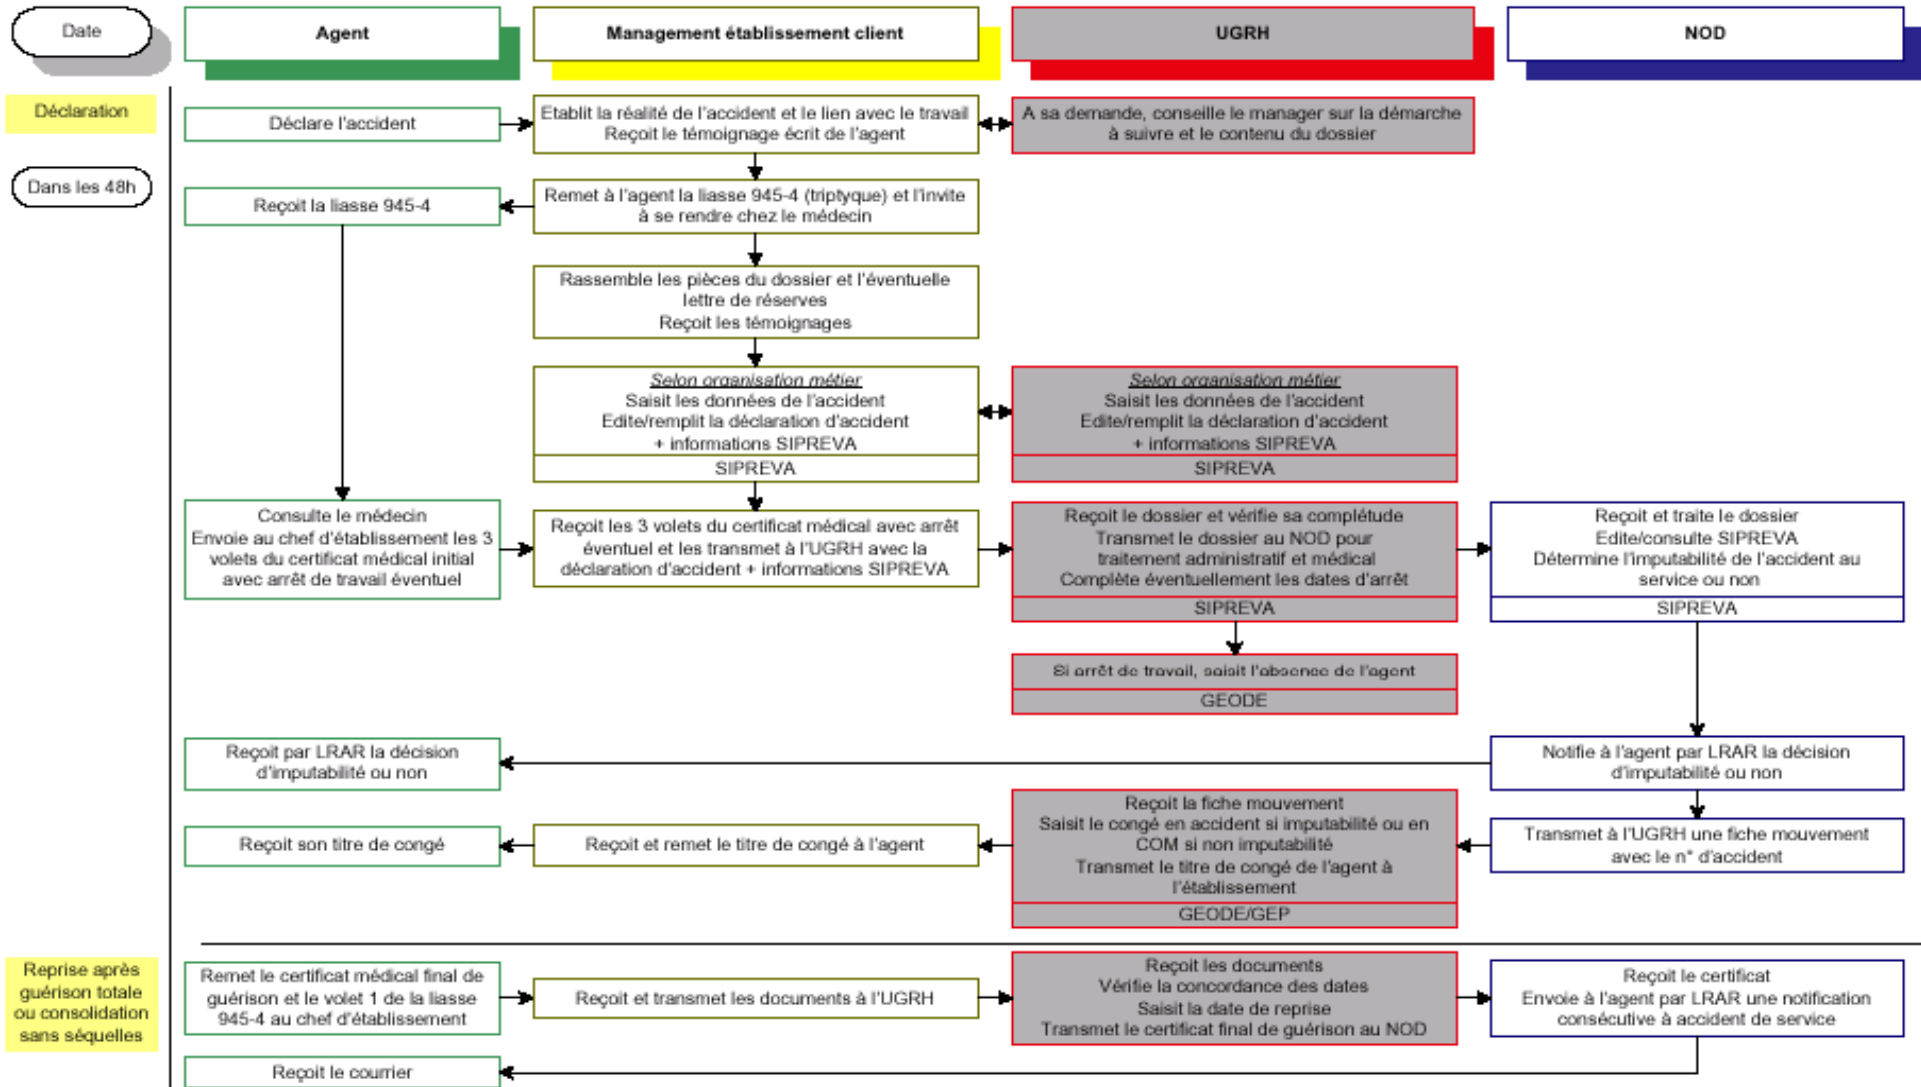 Date
Agent
Management établissement client
UGRH
NOD
Déclaration
Déclare l'accident
Etablit la réalité de l'accident et le lien avec le travail
Reçoit le témoignage écrit de l'agent
A sa demande, conseille le manager sur la démarche
à suivre et le contenu du dossier
Dans les 48h
Reçoit la liasse 945-4
Remet à l'agent la liasse 945-4 (triptyque) et l'invite
à se rendre chez le médecin
Rassemble les pièces du dossier et l'éventuelle
lettre de réserves
Reçoit les témoignages
Selon organisation métier
Saisit les données de l'accident
Edite/remplit la déclaration d'accident
+ informations SIPREVA
SIPREVA
Selon organisation métier
Saisit les données de l'accident
Edite/remplit la déclaration d'accident
+ informations SIPREVA
SIPREVA
Consulte le médecin
Envoie au chef d'établissement les 3
volets du certificat médical initial
avec arrêt de travail éventuel
Reçoit les 3 volets du certificat médical avec arrêt
éventuel et les transmet à l'UGRH avec la
déclaration d'accident + informations SIPREVA
Reçoit le dossier et vérifie sa complétude
Transmet le dossier au NOD pour
traitement administratif et médical
Complète éventuellement les dates d'arrêt
SIPREVA
Reçoit et traite le dossier
Edite/consulte SIPREVA
Détermine l'imputabilité de l'accident au
service ou non
SIPREVA
Si arrêt de travail, saisit l'absence de l'agent
GEODE
Reçoit par LRAR la décision
d'imputabilité ou non
Notifie à l'agent par LRAR la décision
d'imputabilité ou non
Reçoit son titre de congé
Reçoit et remet le titre de congé à l'agent
Reçoit la fiche mouvement
Saisit le congé en accident si imputabilité ou en
COM si non imputabilité
Transmet le titre de congé de l'agent à
l'établissement
GEODE/GEP
Transmet à l'UGRH une fiche mouvement
avec le n° d'accident
Reprise après
guérison totale
ou consolidation
sans séquelles
Remet le certificat médical final de
guérison et le volet 1 de la liasse
945-4 au chef d'établissement
Reçoit et transmet les documents à l'UGRH
Reçoit les documents
Vérifie la concordance des dates
Saisit la date de reprise
Transmet le certificat final de guérison au NOD
Reçoit le certificat
Envoie à l'agent par LRAR une notification
consécutive à accident de service
Reçoit le courrier